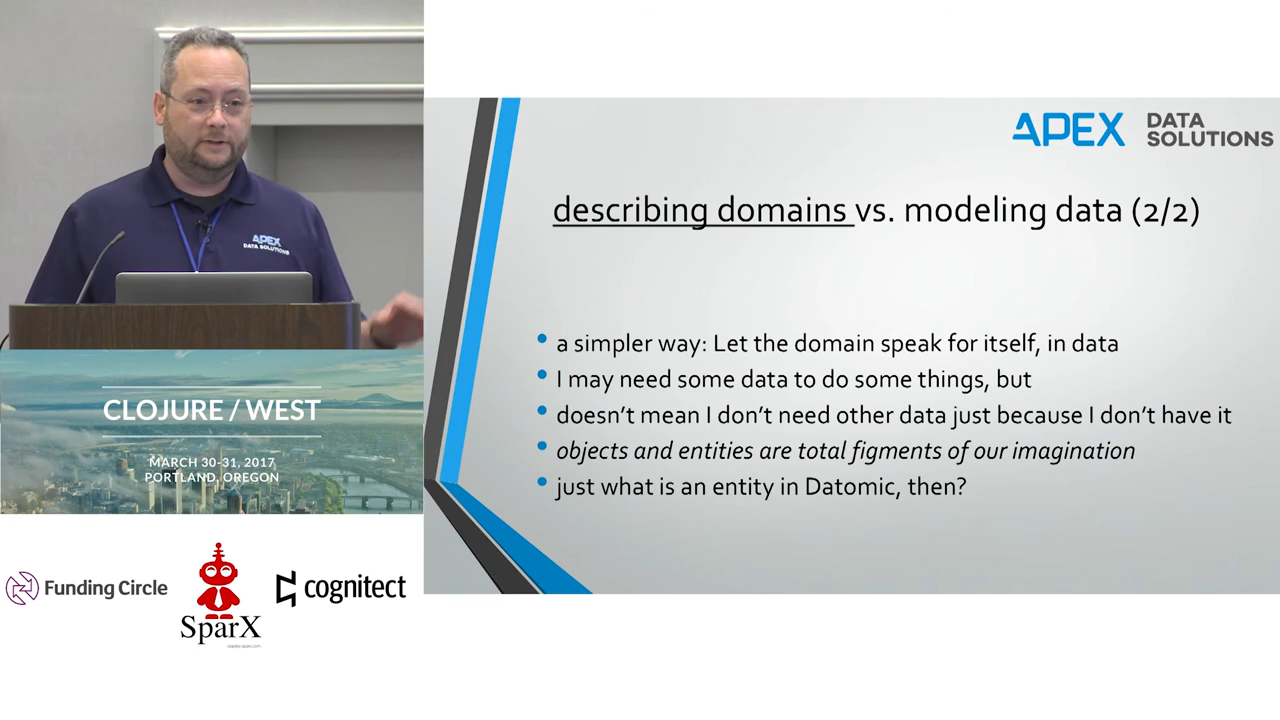 APEX
DATA SOLUTIONS
CLOJURE / WEST
MARCH 30-31, 2017
PORTLAND, OREGON
Funding Circle
SparX
cognitect
APEX DATA
SOLUTIONS
describing domains vs. modeling data (2/2)
• a simpler way: Let the domain speak for itself, in data
• I may need some data to do some things, but
• doesn't mean I don't need other data just because I don't have it
• objects and entities are total figments of our imagination
• just what is an entity in Datomic, then?